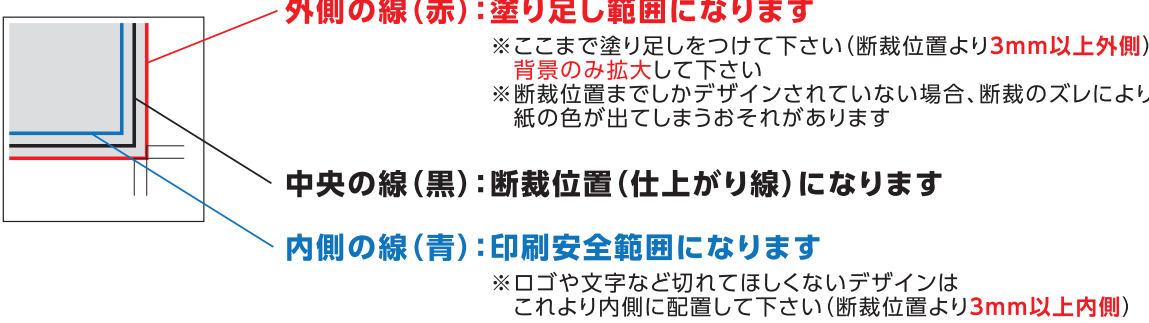 外側の線（赤）：塗り足し範囲になります
※ここまで塗り足しをつけて下さい（断裁位置より3mm以上外側）
背景のみ拡大して下さい
※断裁位置までしかデザインされていない場合、断裁のズレにより
紙の色が出てしまうおそれがあります
中央の線（黒）：断裁位置（仕上がり線）になります
内側の線（青）：印刷安全範囲になります
※ロゴや文字など切れてほしくないデザインは
これより内側に配置して下さい（断裁位置より3mm以上内側）